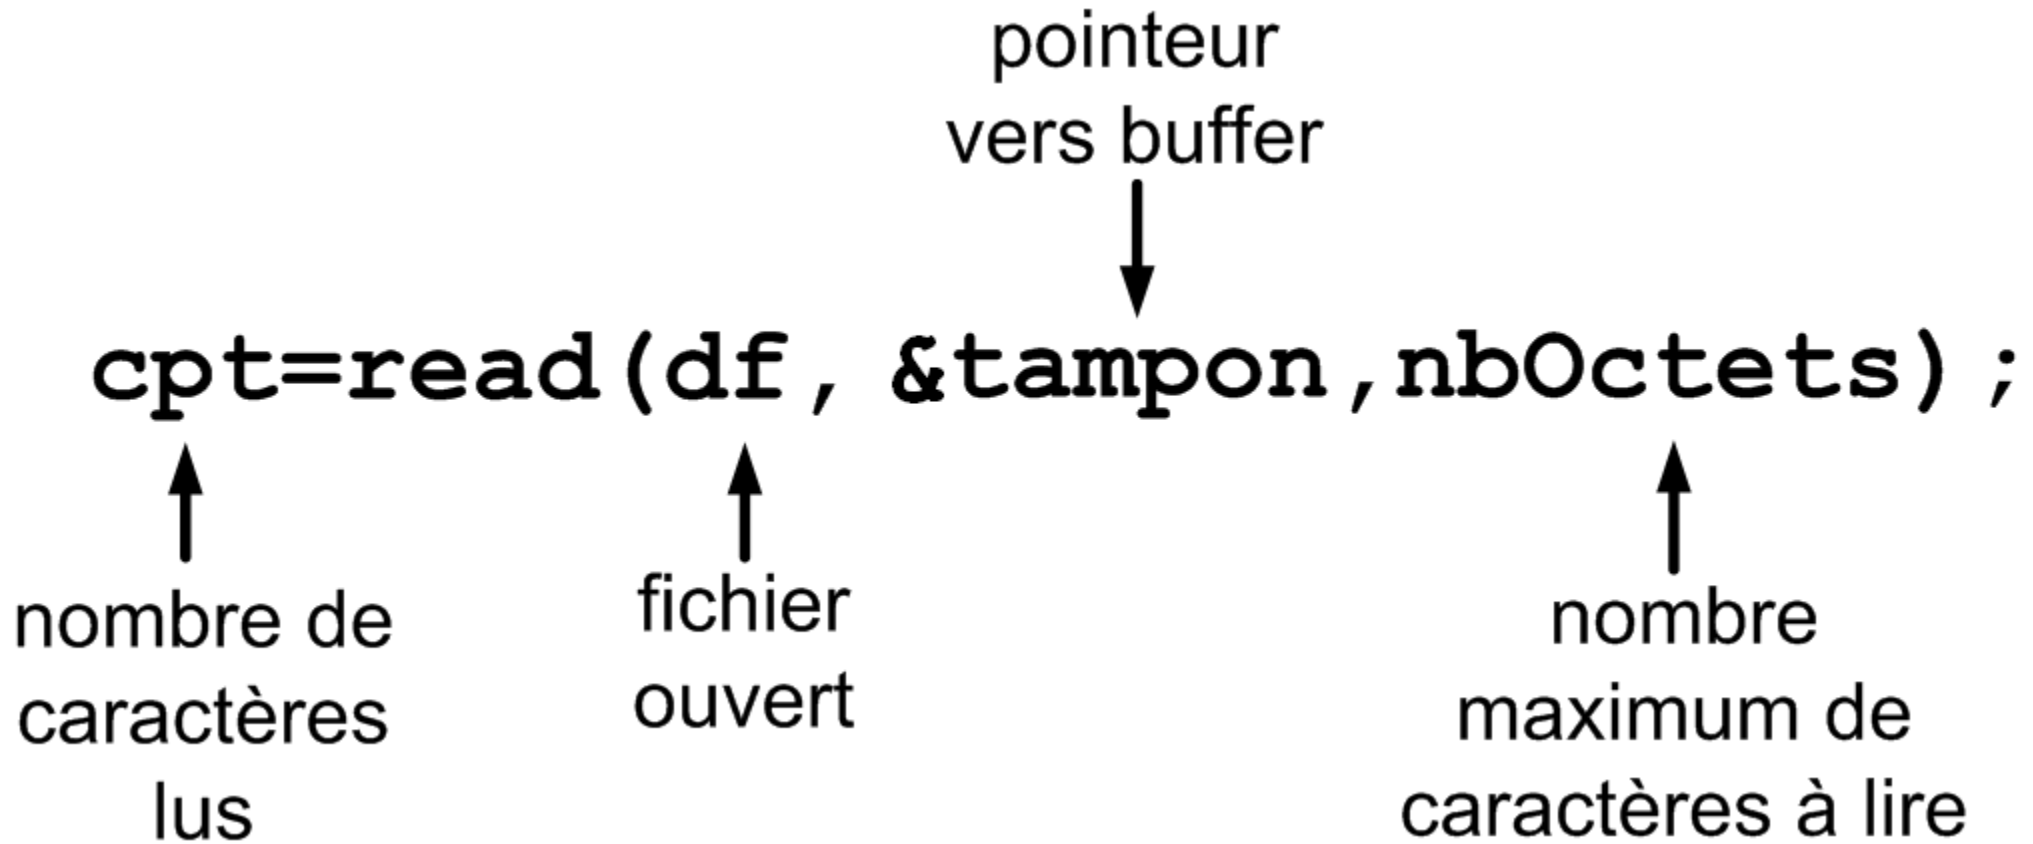 pointeur
vers buffer
cpt=read(df, &tampon,nbOctets);
nombre de
caractères
lus
fichier
ouvert
nombre
maximum de
caractères à lire